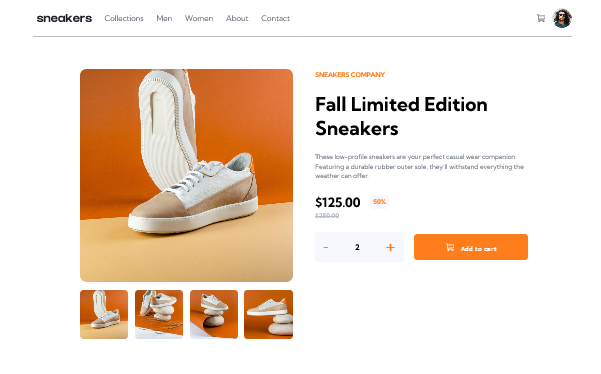 sneakers Collections Men Women About Contact
SNEAKERS COMPANY
Fall Limited Edition
Sneakers
These low-profile sneakers are your perfect casual wear companion.
Featuring a durable rubber outer sole, they'll withstand everything the
weather can offer.
$125.00 50%
$250.00
- 2 +
Add to cart